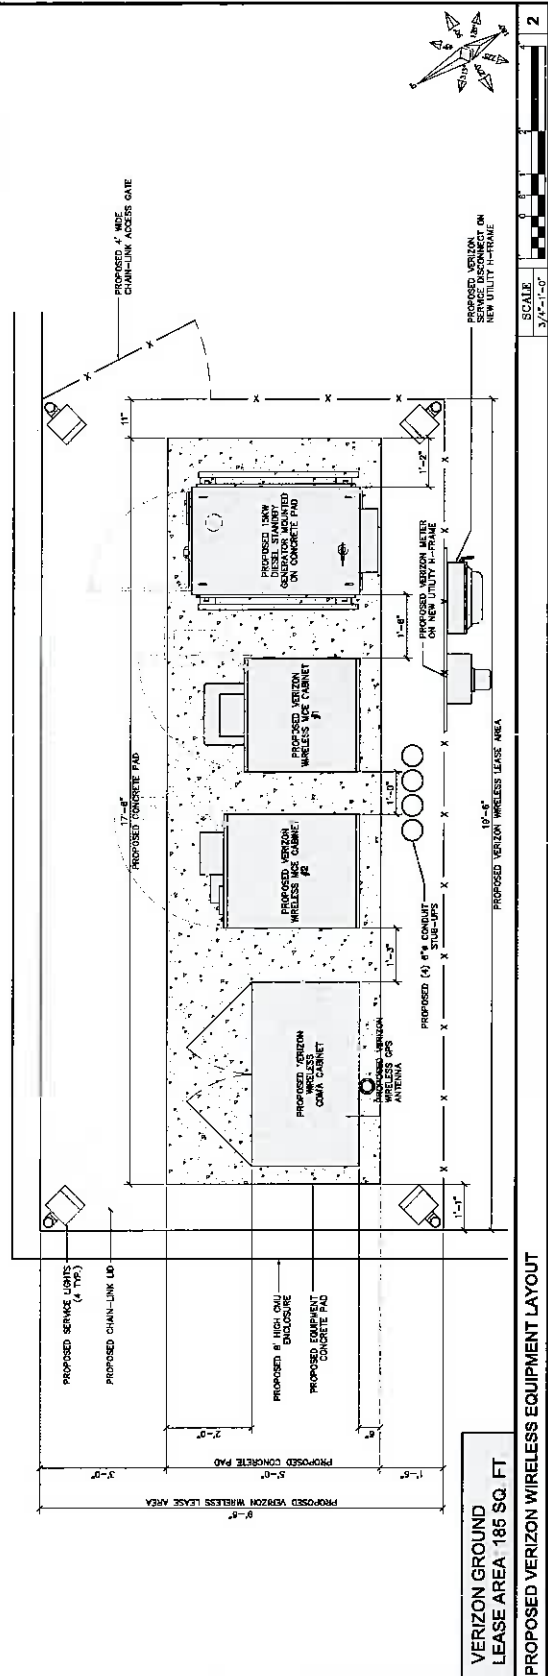 PROPOSED 4' WIDE
CHAIN-LINK ACCESS GATE
11"
17'-8"
PROPOSED CONCRETE PAD
PROPOSED SERVICE LIGHTS
(4 TYP.)
PROPOSED CHAIN-LINK LID
PROPOSED 8' HIGH CMU
ENCLOSURE
PROPOSED EQUIPMENT
CONCRETE PAD
PROPOSED VERIZON
WIRELESS
CDMA CABINET
PROPOSED VERIZON
WIRELESS MCE CABINET
#2
PROPOSED VERIZON
WIRELESS MCE CABINET
#1
PROPOSED 15KW
DIESEL STANDBY
GENERATOR MOUNTED
ON CONCRETE PAD
PROPOSED VERIZON
WIRELESS GPS
ANTENNA
1'-1"
1'-3"
1'-0"
1'-8"
1'-2"
PROPOSED (4) 6"ø CONDUIT
STUB-UPS
PROPOSED VERIZON METER
ON NEW UTILITY H-FRAME
PROPOSED VERIZON
SERVICE DISCONNECT ON
NEW UTILITY H-FRAME
19'-6"
PROPOSED VERIZON WIRELESS LEASE AREA
9'-6"
PROPOSED VERIZON WIRELESS LEASE AREA
3'-0"
5'-0"
1'-6"
PROPOSED CONCRETE PAD
2'-0"
6"
VERIZON GROUND
LEASE AREA: 185 SQ. FT.
PROPOSED VERIZON WIRELESS EQUIPMENT LAYOUT
SCALE
3/4"=1'-0"
0 6" 1' 2' 4'
2